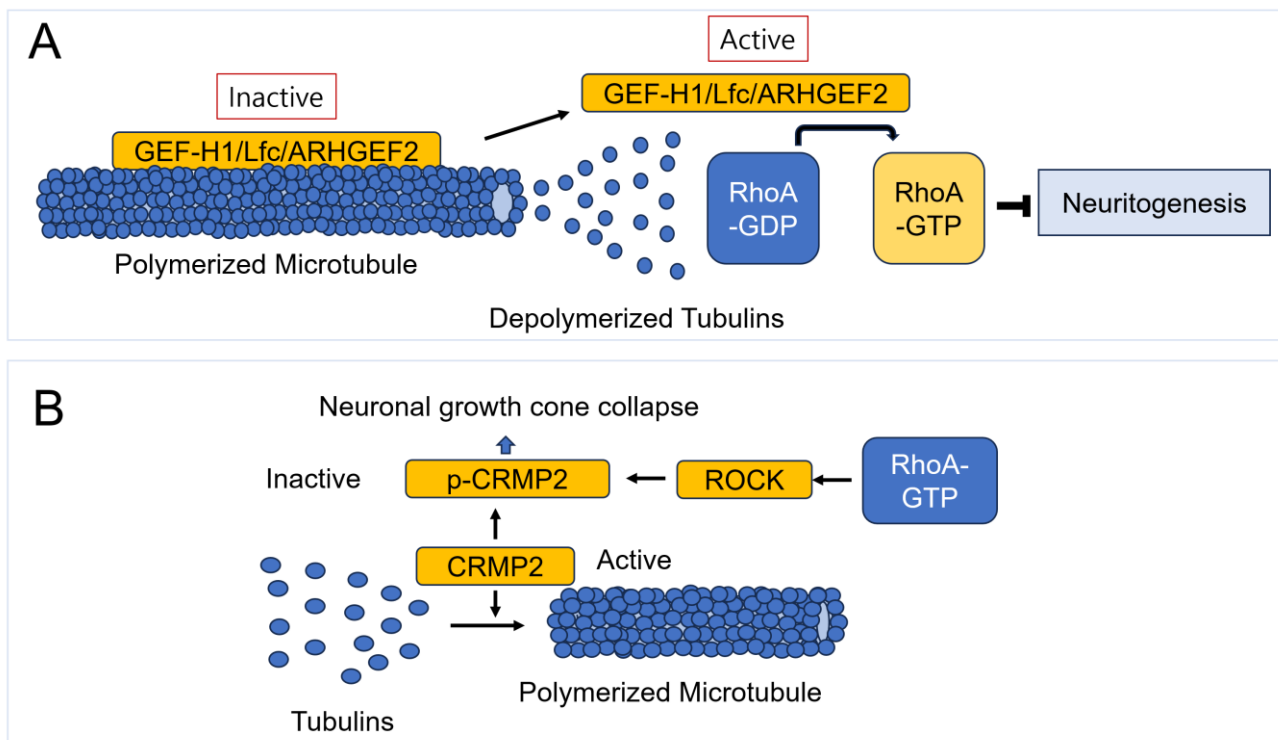 A
Active
Inactive
GEF-H1/Lfc/ARHGEF2
GEF-H1/Lfc/ARHGEF2
RhoA
-GDP
RhoA
-GTP
Neuritogenesis
Polymerized Microtubule
Depolymerized Tubulins
B
Neuronal growth cone collapse
Inactive
p-CRMP2
ROCK
RhoA-
GTP
CRMP2
Active
Polymerized Microtubule
Tubulins